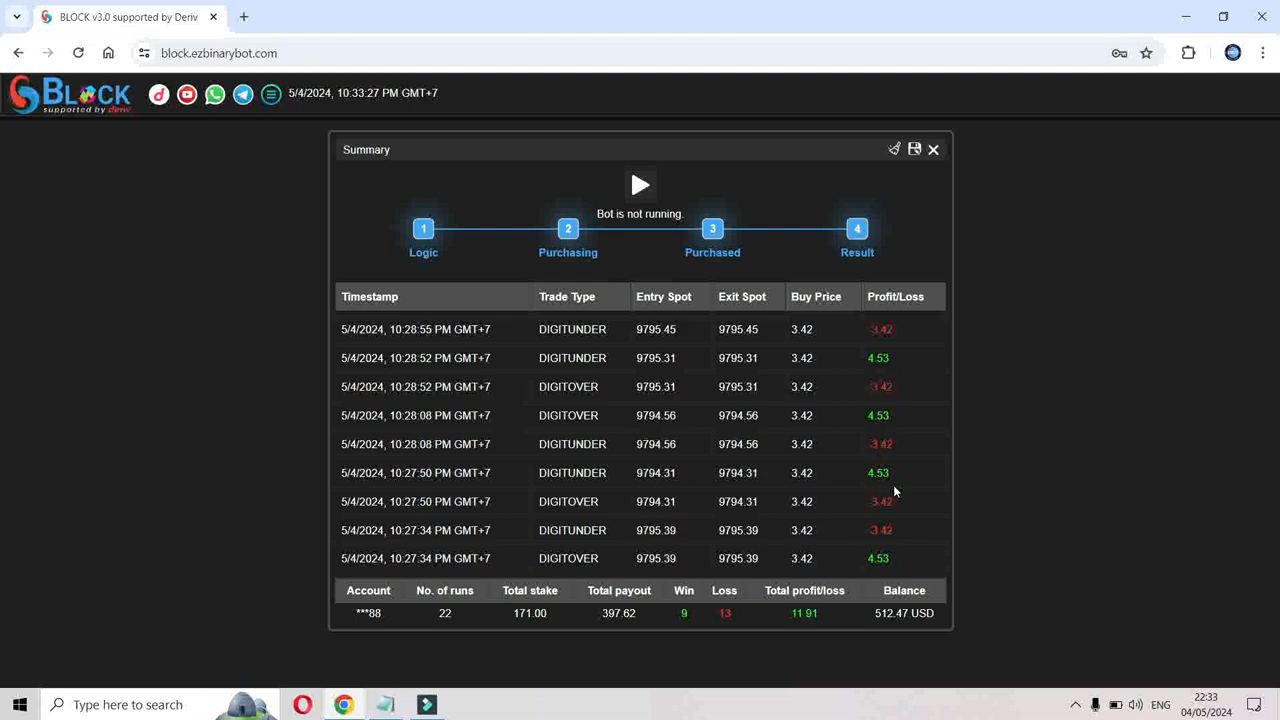 BLOCK v3.0 supported by Deriv
block.ezbinarybot.com
BLOCK
supported by deriv
5/4/2024, 10:33:27 PM GMT+7
Summary
Bot is not running.
1 2 3 4
Logic Purchasing Purchased Result
Timestamp Trade Type Entry Spot Exit Spot Buy Price Profit/Loss
5/4/2024, 10:28:55 PM GMT+7 DIGITUNDER 9795.45 9795.45 3.42 -3.42
5/4/2024, 10:28:52 PM GMT+7 DIGITUNDER 9795.31 9795.31 3.42 4.53
5/4/2024, 10:28:52 PM GMT+7 DIGITOVER 9795.31 9795.31 3.42 -3.42
5/4/2024, 10:28:08 PM GMT+7 DIGITOVER 9794.56 9794.56 3.42 4.53
5/4/2024, 10:28:08 PM GMT+7 DIGITUNDER 9794.56 9794.56 3.42 -3.42
5/4/2024, 10:27:50 PM GMT+7 DIGITUNDER 9794.31 9794.31 3.42 4.53
5/4/2024, 10:27:50 PM GMT+7 DIGITOVER 9794.31 9794.31 3.42 -3.42
5/4/2024, 10:27:34 PM GMT+7 DIGITUNDER 9795.39 9795.39 3.42 -3.42
5/4/2024, 10:27:34 PM GMT+7 DIGITOVER 9795.39 9795.39 3.42 4.53
Account No. of runs Total stake Total payout Win Loss Total profit/loss Balance
***88 22 171.00 397.62 9 13 11.91 512.47 USD
Type here to search
ENG
22:33
04/05/2024